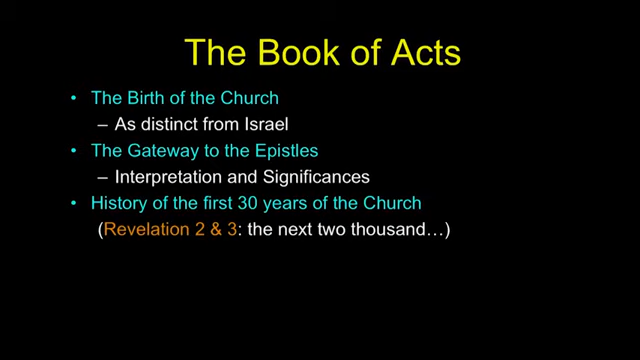 The Book of Acts
• The Birth of the Church
– As distinct from Israel
• The Gateway to the Epistles
– Interpretation and Significances
• History of the first 30 years of the Church
(Revelation 2 & 3: the next two thousand…)